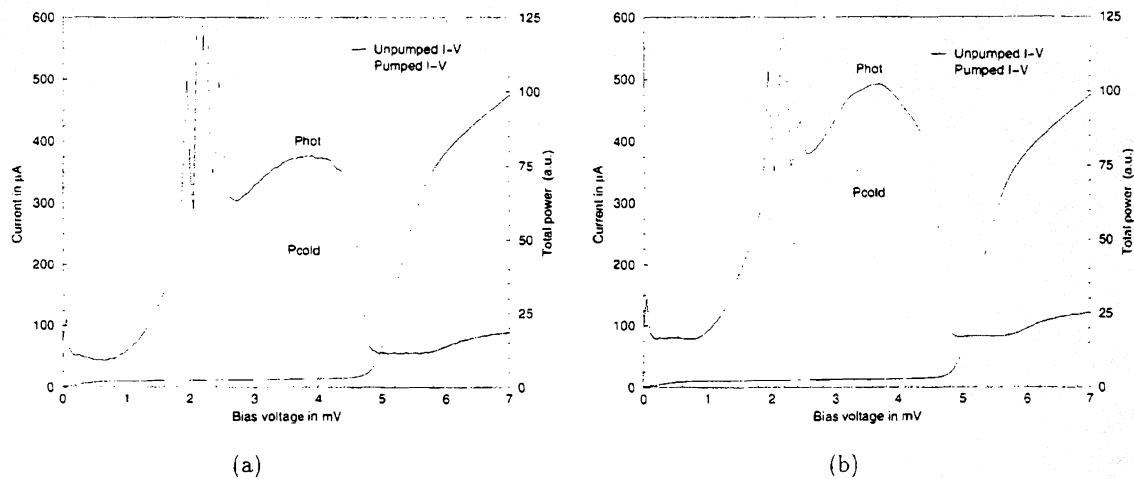 600
500
400
300
200
100
0
Current in µA
0 1 2 3 4 5 6 7
Bias voltage in mV
125
100
75
50
25
0
Total power (a.u.)
Unpumped I-V
Pumped I-V
Phot
Pcold
(a)
600
500
400
300
200
100
0
Current in µA
0 1 2 3 4 5 6 7
Bias voltage in mV
125
100
75
50
25
0
Total power (a.u.)
Unpumped I-V
Pumped I-V
Phot
Pcold
(b)